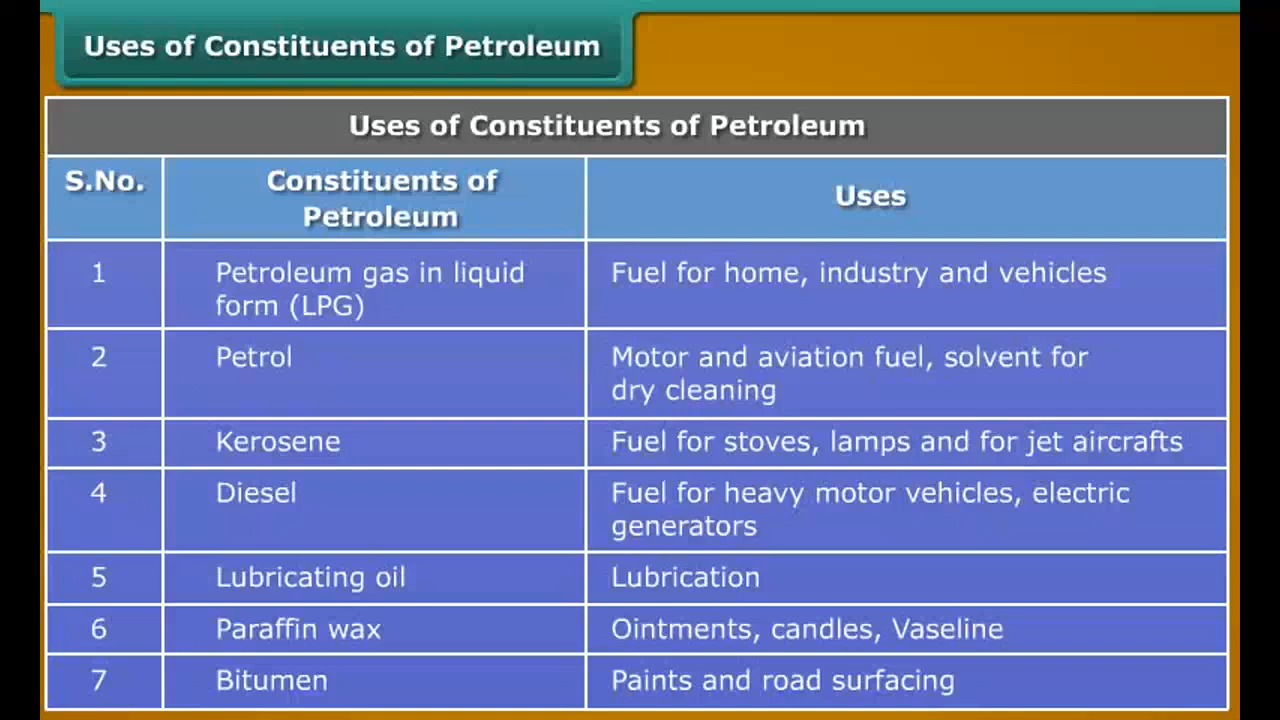 Uses of Constituents of Petroleum
Uses of Constituents of Petroleum
S.No.
Constituents of
Petroleum
Uses
1
Petroleum gas in liquid
form (LPG)
Fuel for home, industry and vehicles
2
Petrol
Motor and aviation fuel, solvent for
dry cleaning
3
Kerosene
Fuel for stoves, lamps and for jet aircrafts
4
Diesel
Fuel for heavy motor vehicles, electric
generators
5
Lubricating oil
Lubrication
6
Paraffin wax
Ointments, candles, Vaseline
7
Bitumen
Paints and road surfacing